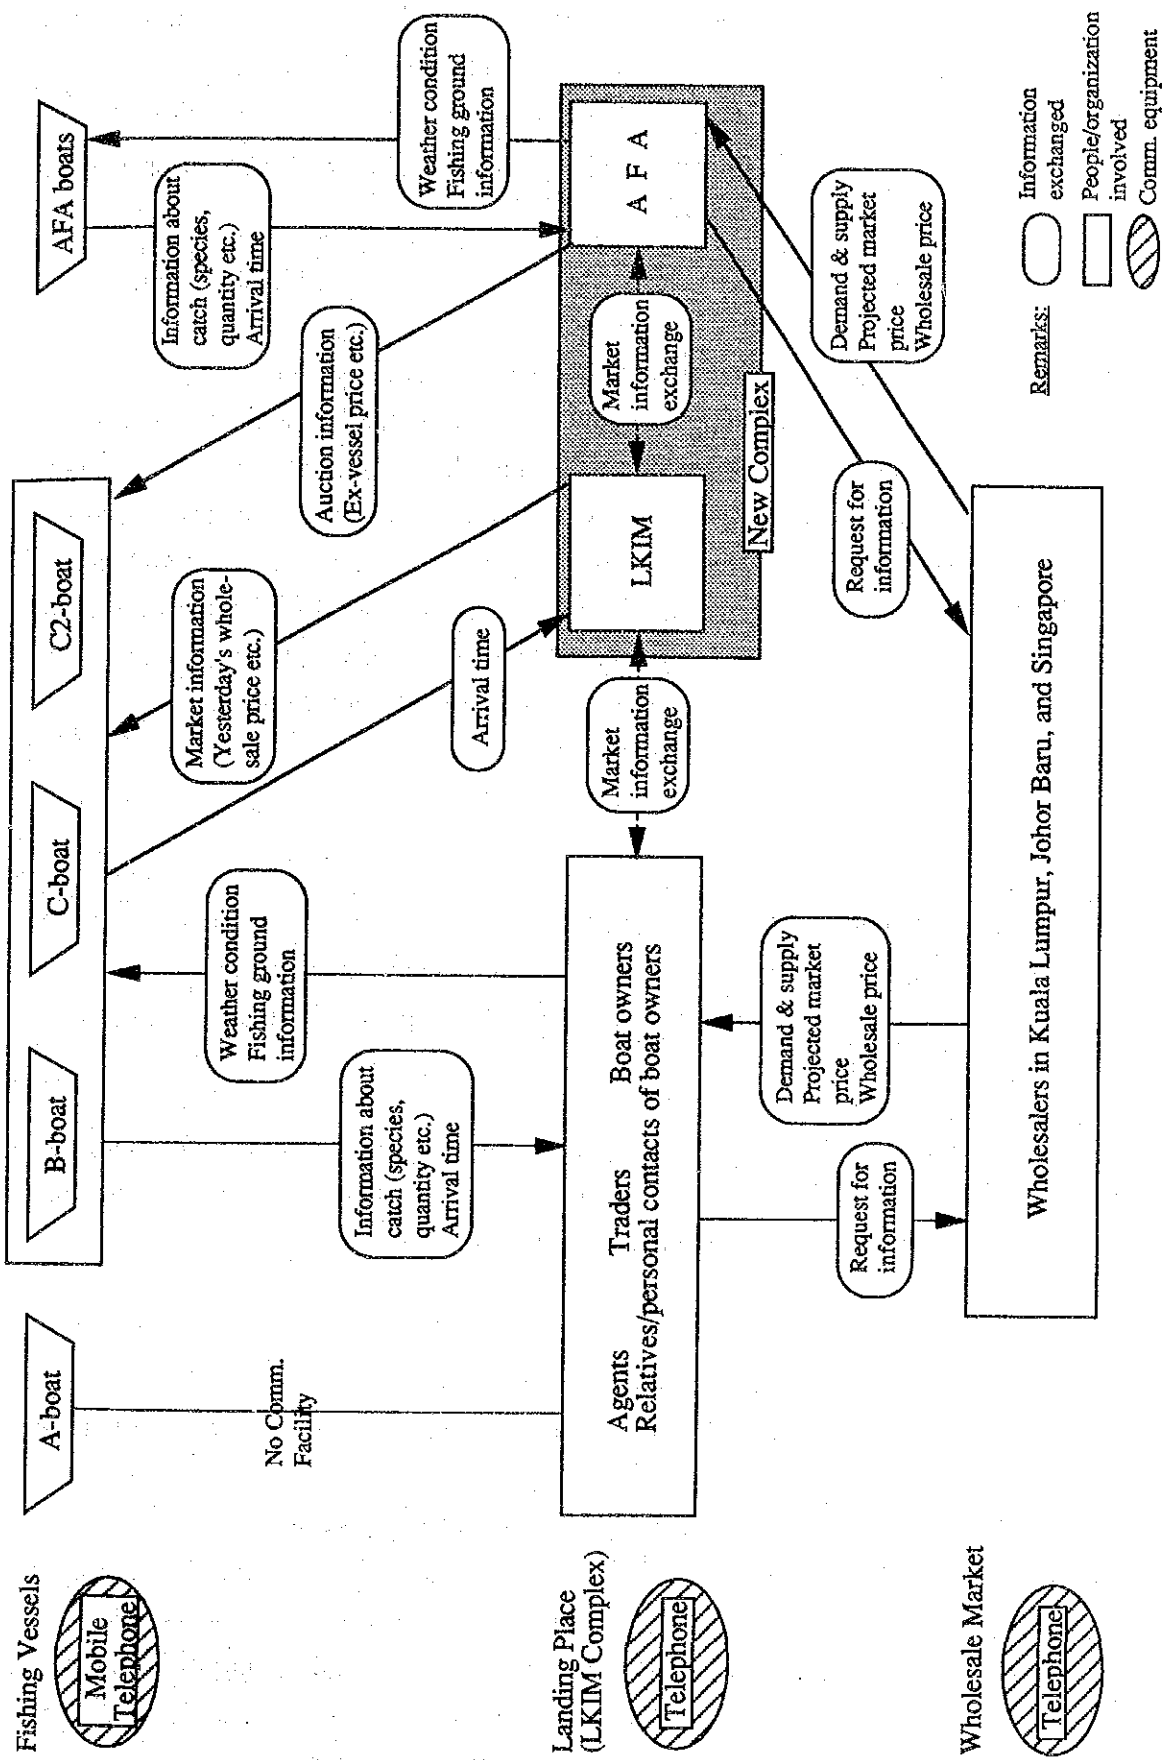 Fishing Vessels
Mobile
Telephone
A-boat
B-boat
C-boat
C2-boat
AFA boats
No Comm.
Facility
Information about
catch (species,
quantity etc.)
Arrival time
Weather condition
Fishing ground
information
Market information
(Yesterday's whole-
sale price etc.)
Arrival time
Auction information
(Ex-vessel price etc.)
Information about
catch (species,
quantity etc.)
Arrival time
Weather condition
Fishing ground
information
Landing Place
(LKIM Complex)
Telephone
Agents Traders Boat owners
Relatives/personal contacts of boat owners
Market
information
exchange
LKIM
Market
information
exchange
A F A
New Complex
Request for
information
Demand & supply
Projected market
price
Wholesale price
Request for
information
Demand & supply
Projected market
price
Wholesale price
Wholesale Market
Telephone
Wholesalers in Kuala Lumpur, Johor Baru, and Singapore
Remarks:
Information
exchanged
People/organization
involved
Comm. equipment